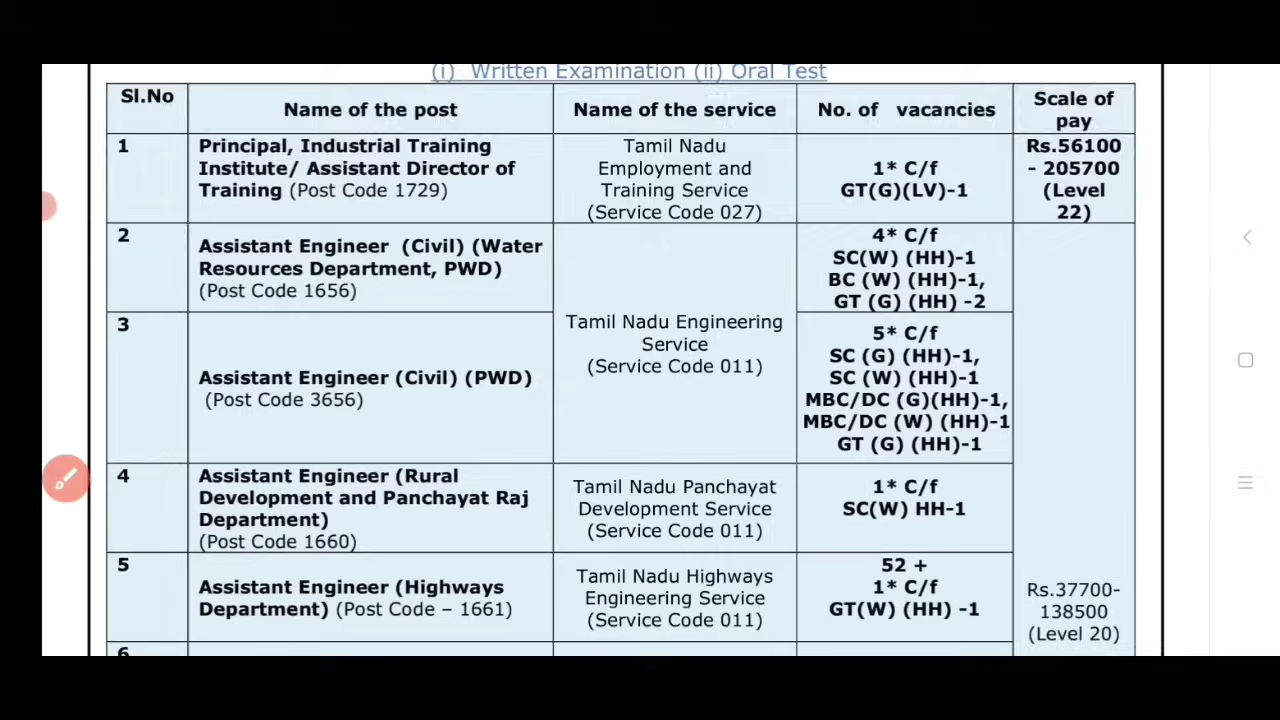 (i) Written Examination (ii) Oral Test
Sl.No
Name of the post
Name of the service
No. of vacancies
Scale of
pay
1
Principal, Industrial Training
Institute/ Assistant Director of
Training (Post Code 1729)
Tamil Nadu
Employment and
Training Service
(Service Code 027)
1* C/f
GT(G)(LV)-1
Rs.56100
- 205700
(Level
22)
2
Assistant Engineer (Civil) (Water
Resources Department, PWD)
(Post Code 1656)
Tamil Nadu Engineering
Service
(Service Code 011)
4* C/f
SC(W) (HH)-1
BC (W) (HH)-1,
GT (G) (HH) -2
3
Assistant Engineer (Civil) (PWD)
(Post Code 3656)
5* C/f
SC (G) (HH)-1,
SC (W) (HH)-1
MBC/DC (G)(HH)-1,
MBC/DC (W) (HH)-1
GT (G) (HH)-1
4
Assistant Engineer (Rural
Development and Panchayat Raj
Department)
(Post Code 1660)
Tamil Nadu Panchayat
Development Service
(Service Code 011)
1* C/f
SC(W) HH-1
5
Assistant Engineer (Highways
Department) (Post Code – 1661)
Tamil Nadu Highways
Engineering Service
(Service Code 011)
52 +
1* C/f
GT(W) (HH) -1
Rs.37700-
138500
(Level 20)
6